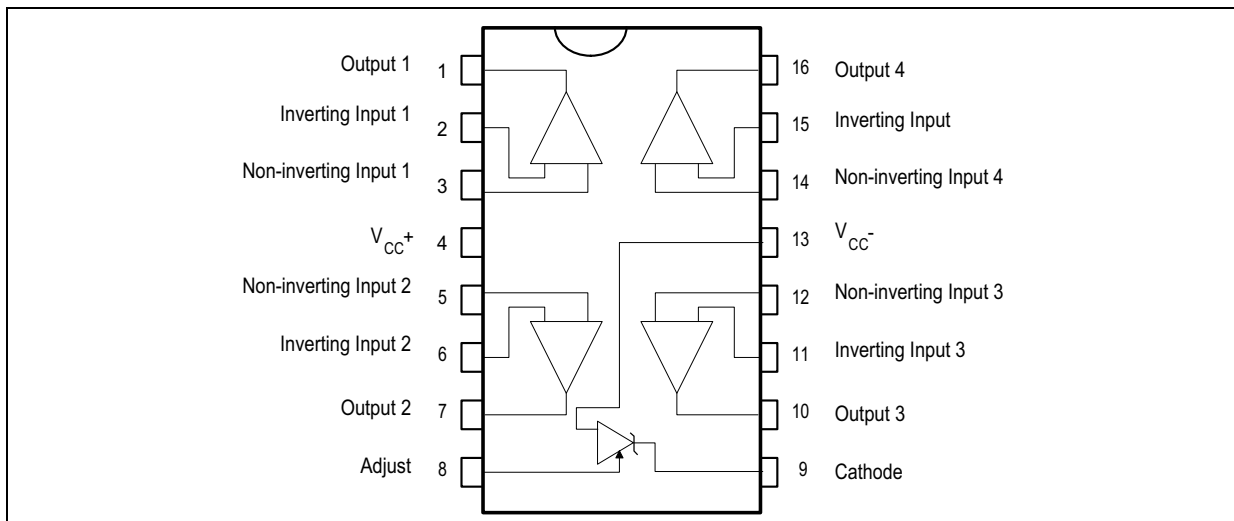 Output 1 1
16 Output 4
Inverting Input 1 2
15 Inverting Input
Non-inverting Input 1 3
14 Non-inverting Input 4
VCC+ 4
13 VCC-
Non-inverting Input 2 5
12 Non-inverting Input 3
Inverting Input 2 6
11 Inverting Input 3
Output 2 7
10 Output 3
Adjust 8
9 Cathode